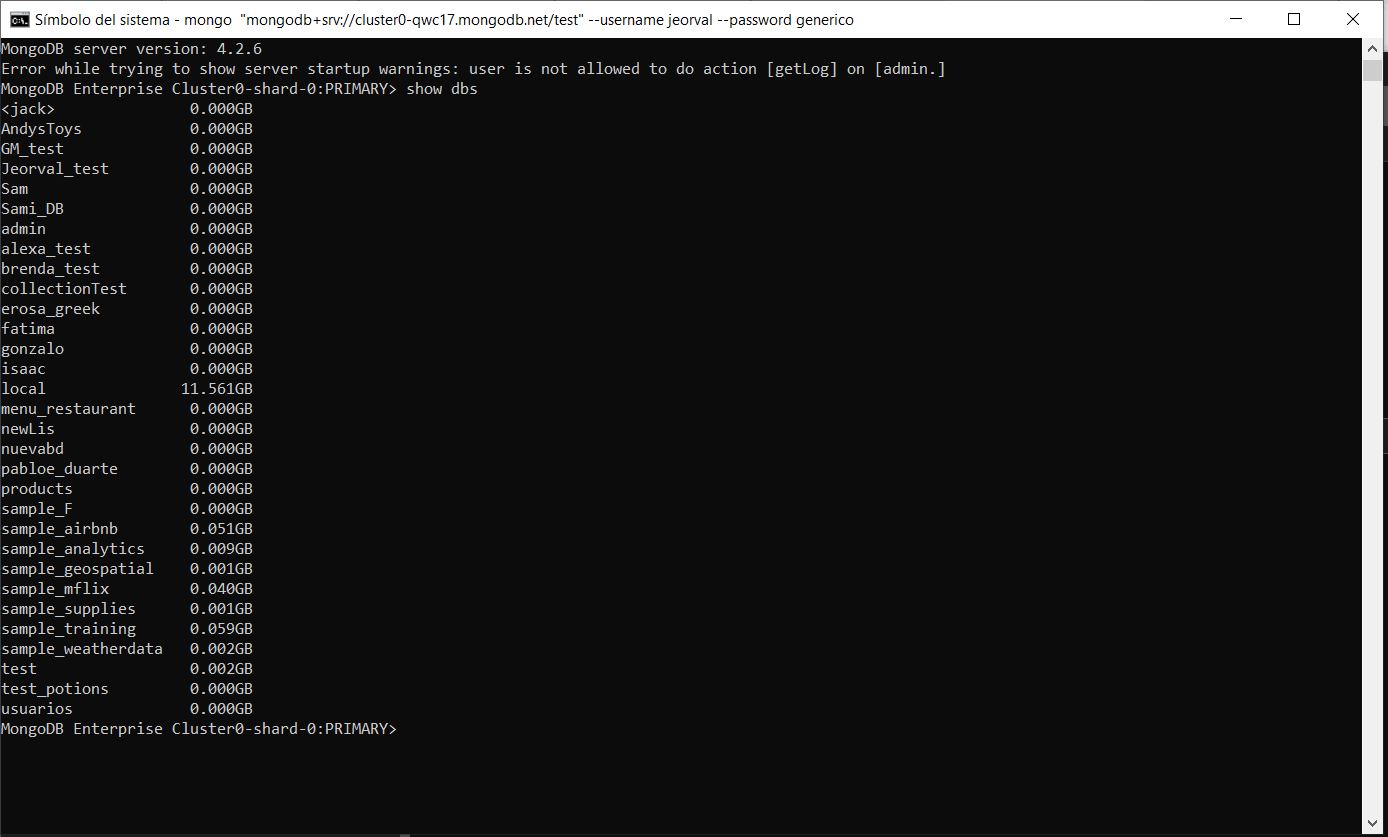 Símbolo del sistema - mongo "mongodb+srv://cluster0-qwc17.mongodb.net/test" --username jeorval --password generico
MongoDB server version: 4.2.6
Error while trying to show server startup warnings: user is not allowed to do action [getLog] on [admin.]
MongoDB Enterprise Cluster0-shard-0:PRIMARY> show dbs
<jack> 0.000GB
AndysToys 0.000GB
GM_test 0.000GB
Jeorval_test 0.000GB
Sam 0.000GB
Sami_DB 0.000GB
admin 0.000GB
alexa_test 0.000GB
brenda_test 0.000GB
collectionTest 0.000GB
erosa_greek 0.000GB
fatima 0.000GB
gonzalo 0.000GB
isaac 0.000GB
local 11.561GB
menu_restaurant 0.000GB
newLis 0.000GB
nuevabd 0.000GB
pabloe_duarte 0.000GB
products 0.000GB
sample_F 0.000GB
sample_airbnb 0.051GB
sample_analytics 0.009GB
sample_geospatial 0.001GB
sample_mflix 0.040GB
sample_supplies 0.001GB
sample_training 0.059GB
sample_weatherdata 0.002GB
test 0.002GB
test_potions 0.000GB
usuarios 0.000GB
MongoDB Enterprise Cluster0-shard-0:PRIMARY>